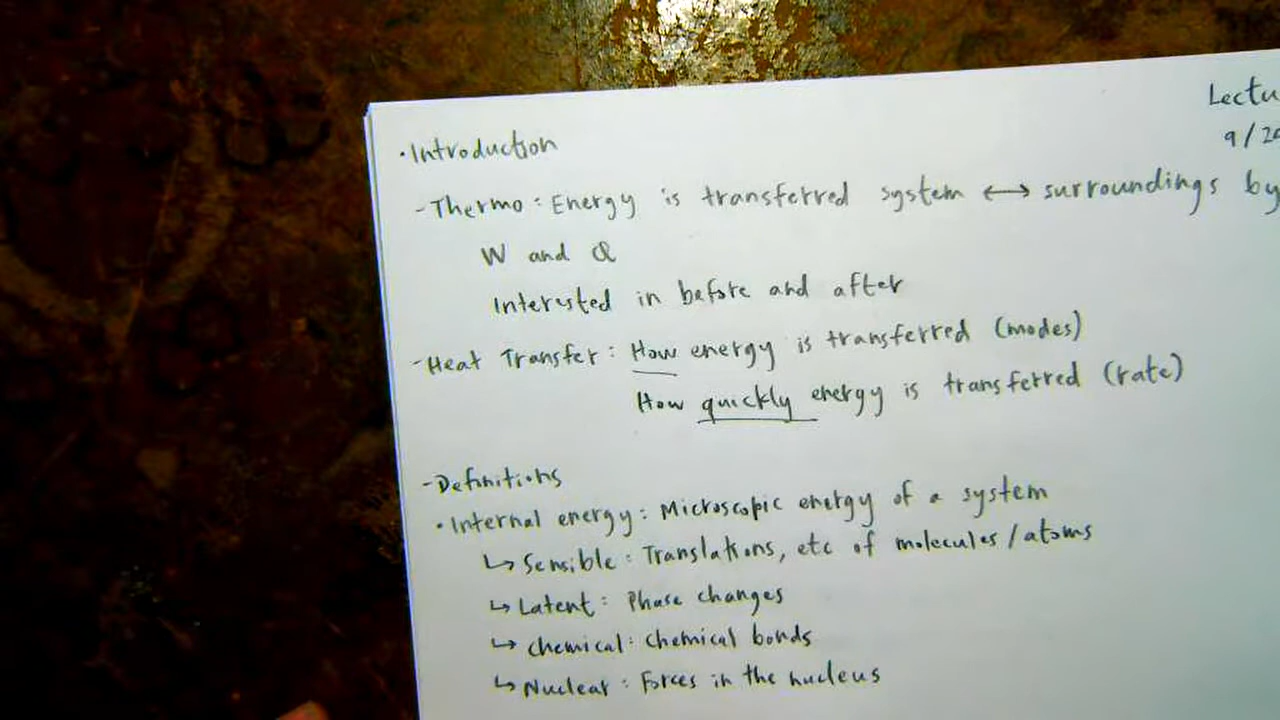 Lectu
9/20
• Introduction
- Thermo: Energy is transferred system ↔ surroundings by
W and Q
Interested in before and after
- Heat Transfer: How energy is transferred (modes)
How quickly energy is transferred (rate)
- Definitions
• Internal energy: Microscopic energy of a system
↳ Sensible: Translations, etc of molecules/atoms
↳ Latent: Phase changes
↳ Chemical: Chemical bonds
↳ Nuclear: Forces in the nucleus